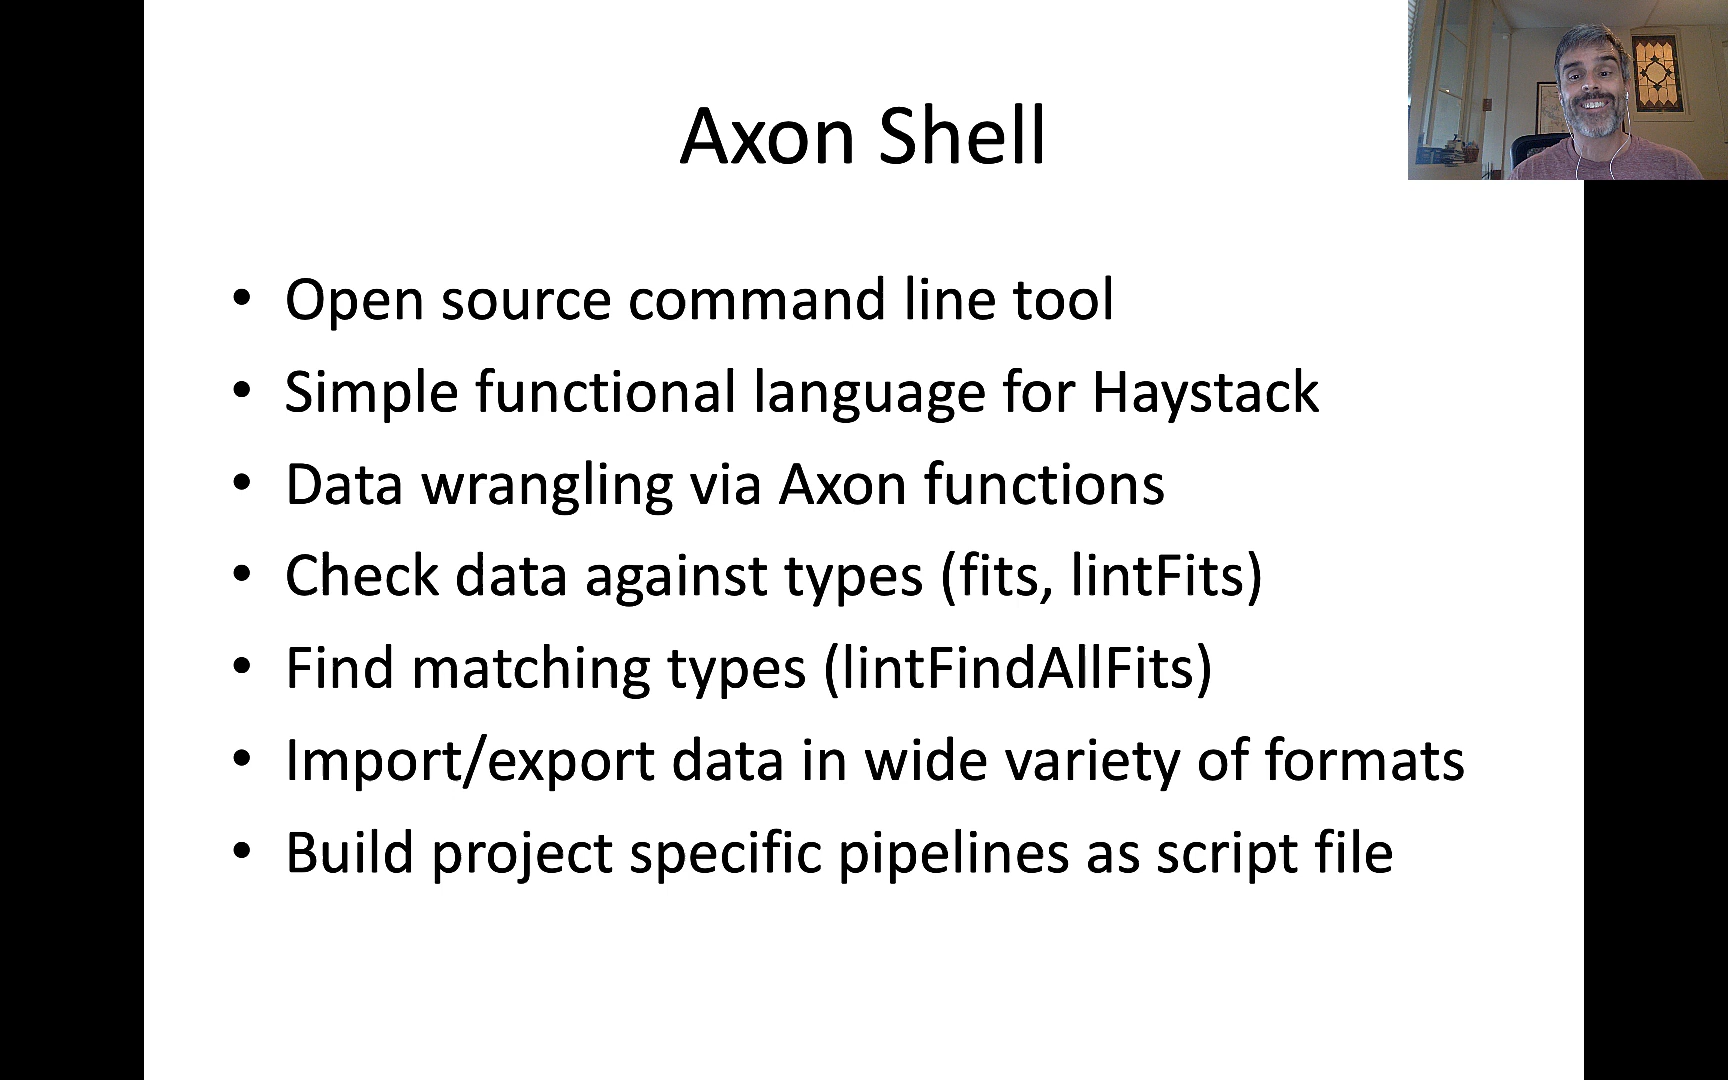 Axon Shell
• Open source command line tool
• Simple functional language for Haystack
• Data wrangling via Axon functions
• Check data against types (fits, lintFits)
• Find matching types (lintFindAllFits)
• Import/export data in wide variety of formats
• Build project specific pipelines as script file